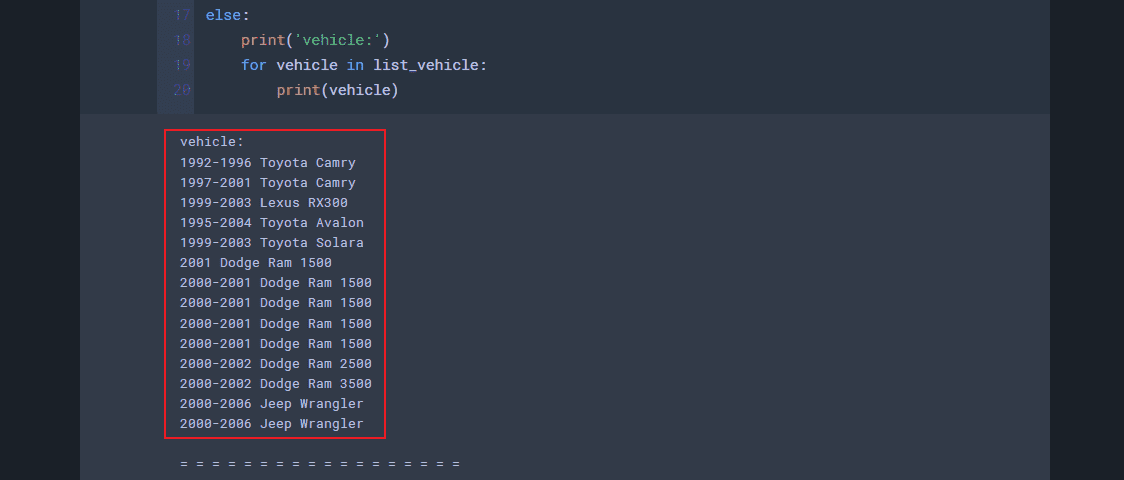 17 else:
18     print('vehicle:')
19     for vehicle in list_vehicle:
20         print(vehicle)
vehicle:
1992-1996 Toyota Camry
1997-2001 Toyota Camry
1999-2003 Lexus RX300
1995-2004 Toyota Avalon
1999-2003 Toyota Solara
2001 Dodge Ram 1500
2000-2001 Dodge Ram 1500
2000-2001 Dodge Ram 1500
2000-2001 Dodge Ram 1500
2000-2001 Dodge Ram 1500
2000-2002 Dodge Ram 2500
2000-2002 Dodge Ram 3500
2000-2006 Jeep Wrangler
2000-2006 Jeep Wrangler
= = = = = = = = = = = = = = = = = =